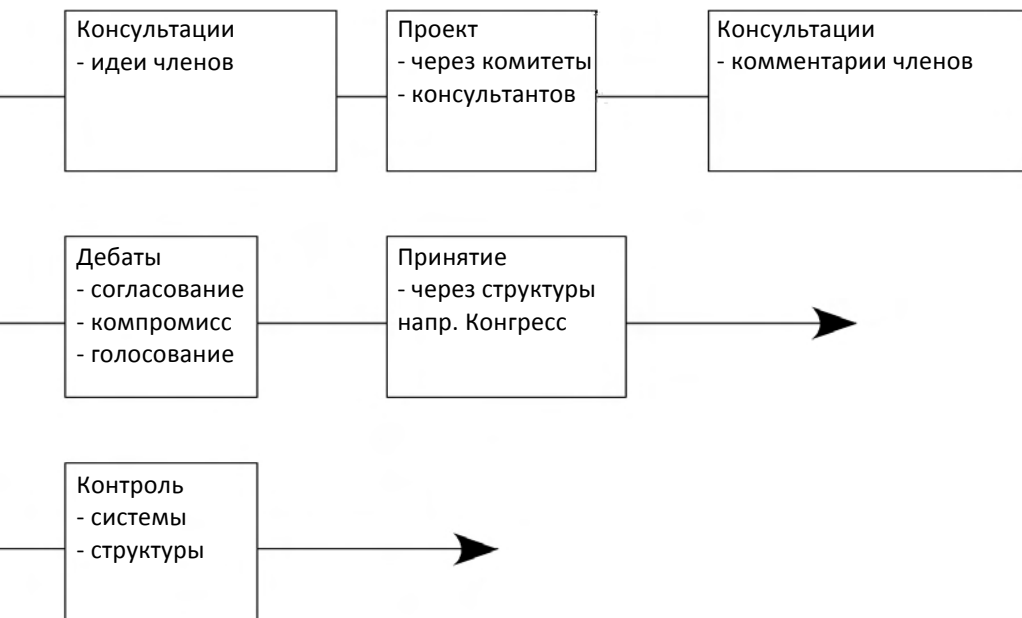 Консультации
- идеи членов
Проект
- через комитеты
- консультантов
Консультации
- комментарии членов
Дебаты
- согласование
- компромисс
- голосование
Принятие
- через структуры
напр. Конгресс
Контроль
- системы
- структуры